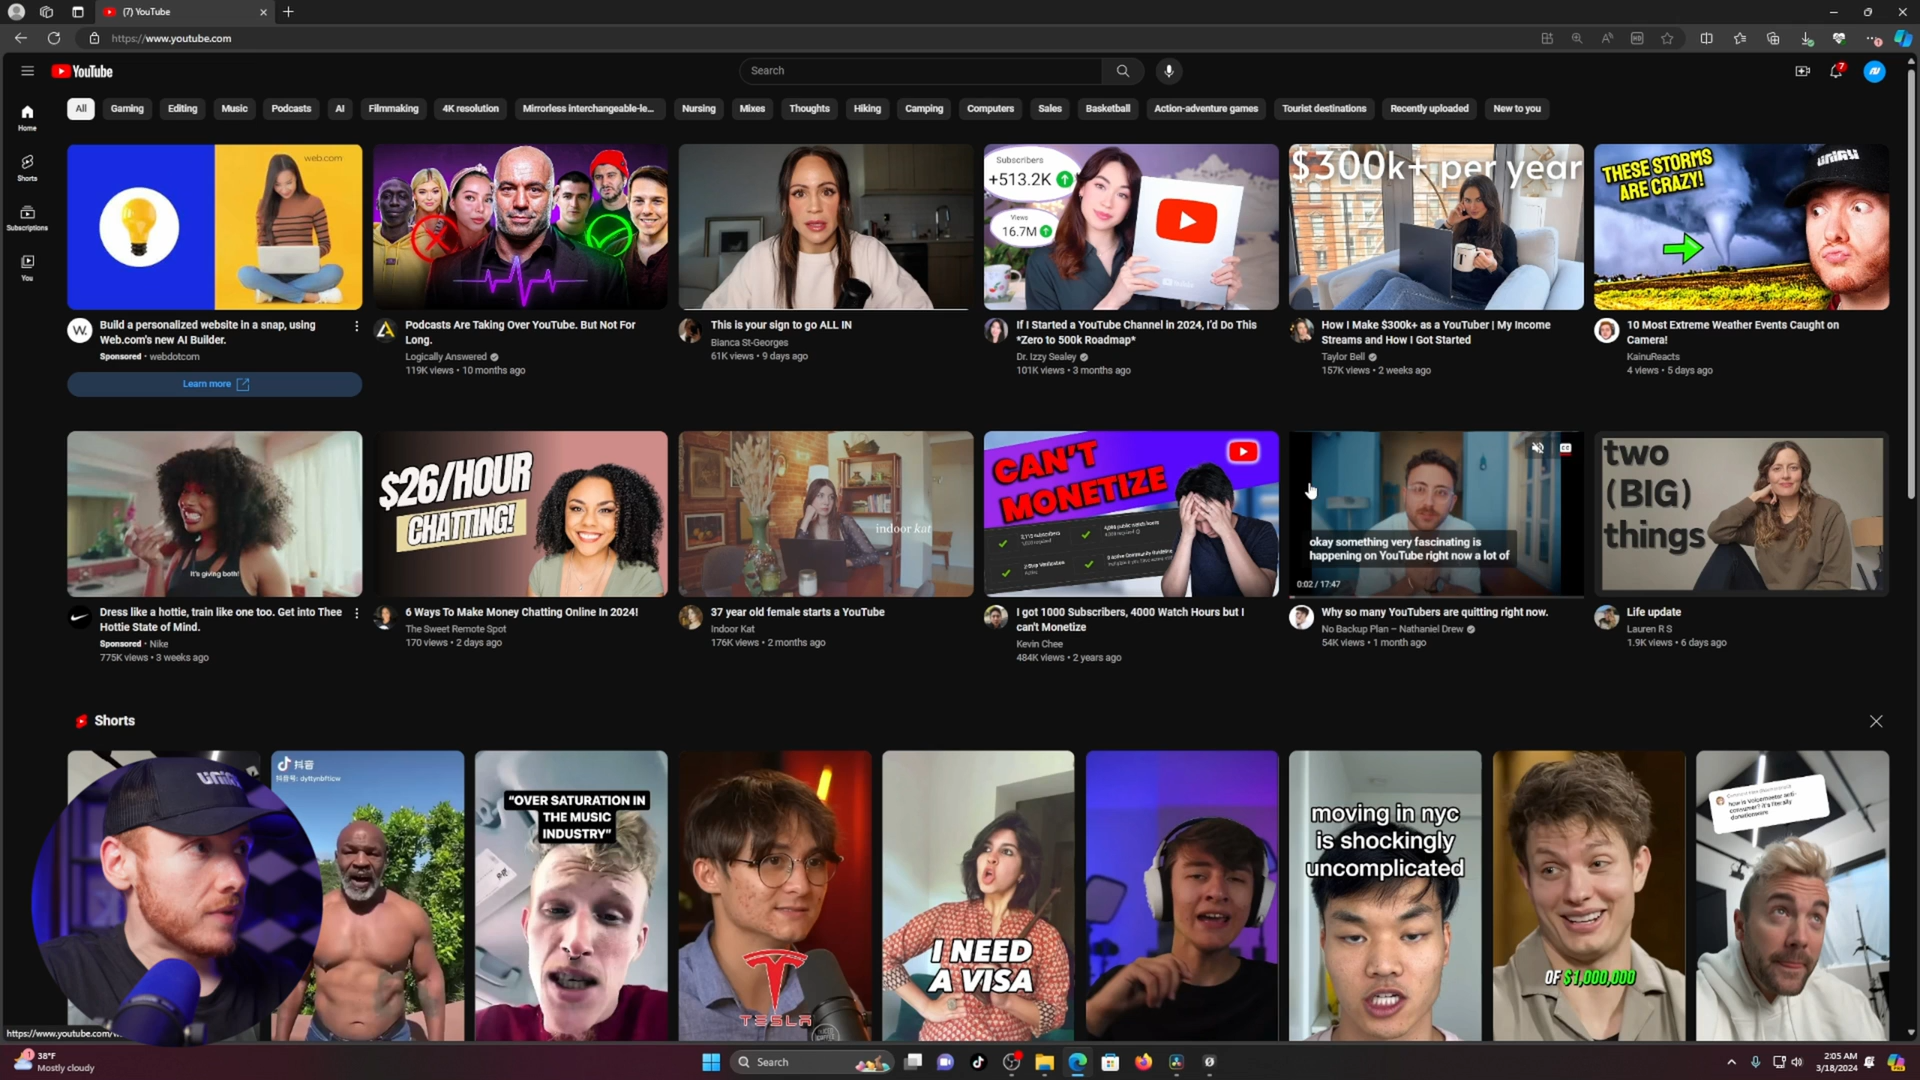 (7) YouTube
https://www.youtube.com
YouTube
Search
7
All
Gaming
Editing
Music
Podcasts
AI
Filmmaking
4K resolution
Mirrorless interchangeable-le...
Nursing
Mixes
Thoughts
Hiking
Camping
Computers
Sales
Basketball
Action-adventure games
Tourist destinations
Recently uploaded
New to you
Home
Shorts
Subscriptions
You
web.com
Subscribers
+513.2K
Views
16.7M
$300k+ per year
THESE STORMS
ARE CRAZY!
W.
Build a personalized website in a snap, using
Web.com's new AI Builder.
Sponsored • webdotcom
Learn more
Podcasts Are Taking Over YouTube. But Not For
Long.
Logically Answered
119K views • 10 months ago
This is your sign to go ALL IN
Bianca St-Georges
61K views • 9 days ago
If I Started a YouTube Channel in 2024, I'd Do This
*Zero to 500k Roadmap*
Dr. Izzy Sealey
101K views • 3 months ago
How I Make $300k+ as a YouTuber | My Income
Streams and How I Got Started
Taylor Bell
157K views • 2 weeks ago
10 Most Extreme Weather Events Caught on
Camera!
KainuReacts
4 views • 5 days ago
It's giving both!
$26/HOUR
CHATTING!
indoor kat
CAN'T
MONETIZE
okay something very fascinating is
happening on YouTube right now a lot of
0:02 / 17:47
two
(BIG)
things
Dress like a hottie, train like one too. Get into Thee
Hottie State of Mind.
Sponsored • Nike
775K views • 3 weeks ago
6 Ways To Make Money Chatting Online In 2024!
The Sweet Remote Spot
170 views • 2 days ago
37 year old female starts a YouTube
Indoor Kat
176K views • 2 months ago
I got 1000 Subscribers, 4000 Watch Hours but I
can't Monetize
Kevin Chee
484K views • 2 years ago
Why so many YouTubers are quitting right now.
No Backup Plan – Nathaniel Drew
54K views • 1 month ago
Life update
Lauren R S
1.9K views • 6 days ago
Shorts
抖音
"OVER SATURATION IN
THE MUSIC
INDUSTRY"
TESLA
I NEED
A VISA
moving in nyc
is shockingly
uncomplicated
OF $1,000,000
38°F
Mostly cloudy
Search
2:05 AM
3/18/2024